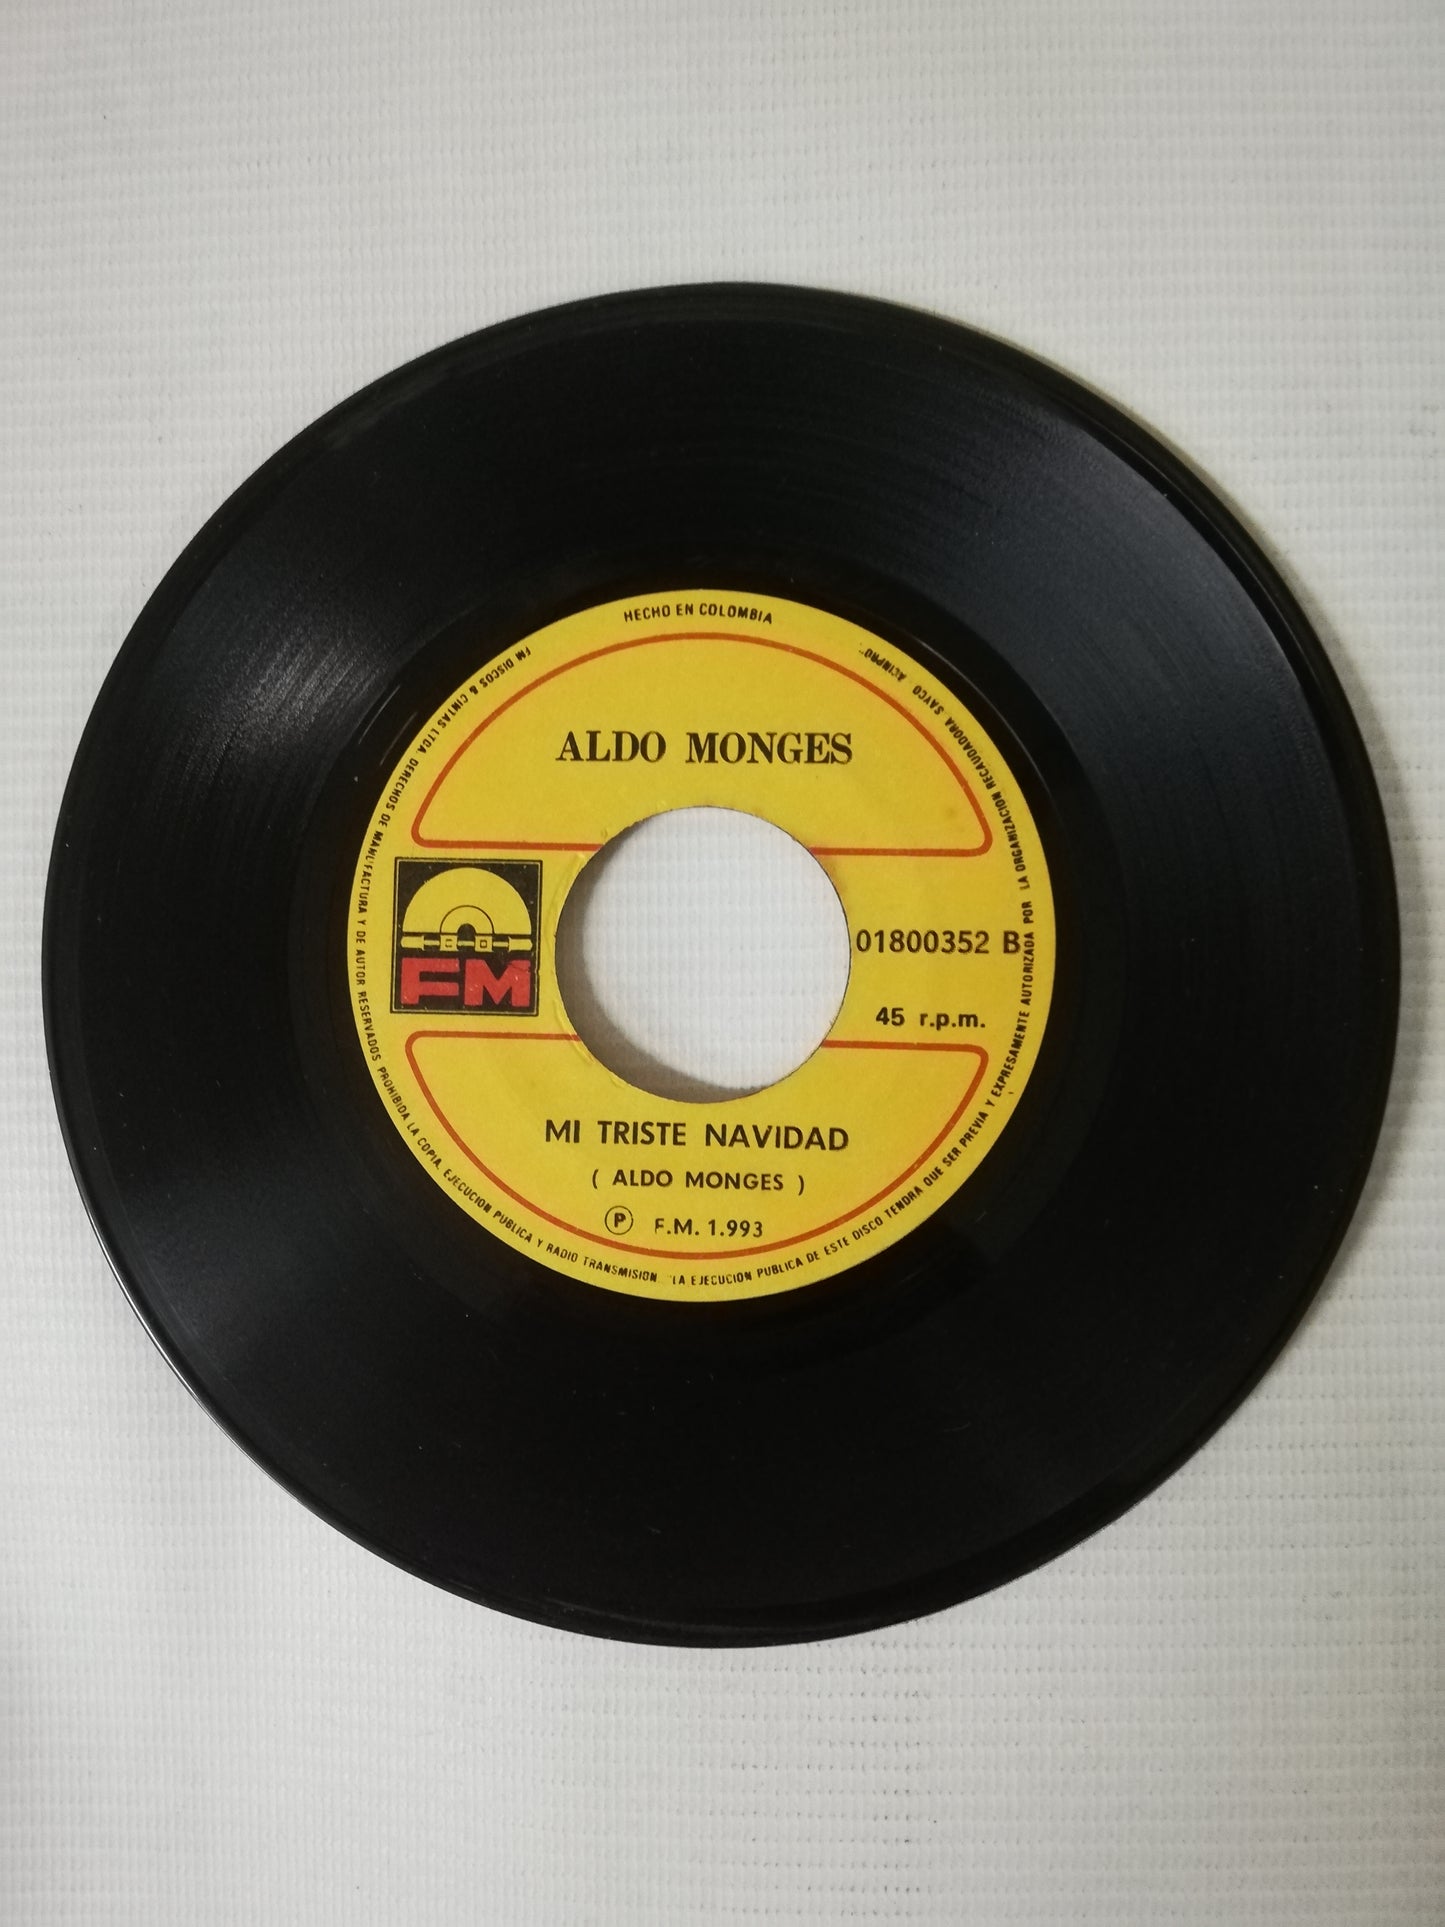 HECHO EN COLOMBIA
ALDO MONGES
FM
01800352 B
45 r.p.m.
MI TRISTE NAVIDAD
( ALDO MONGES )
Ⓟ F.M. 1.993
FM DISCOS & CINTAS LTDA. DERECHOS DE MANUFACTURA Y DE AUTOR RESERVADOS PROHIBIDA LA COPIA, EJECUCION PUBLICA Y RADIO TRANSMISION. "LA EJECUCION PUBLICA DE ESTE DISCO TENDRA QUE SER PREVIA Y EXPRESAMENTE AUTORIZADA POR LA ORGANIZACION RECAUDADORA SAYCO ACINPRO".